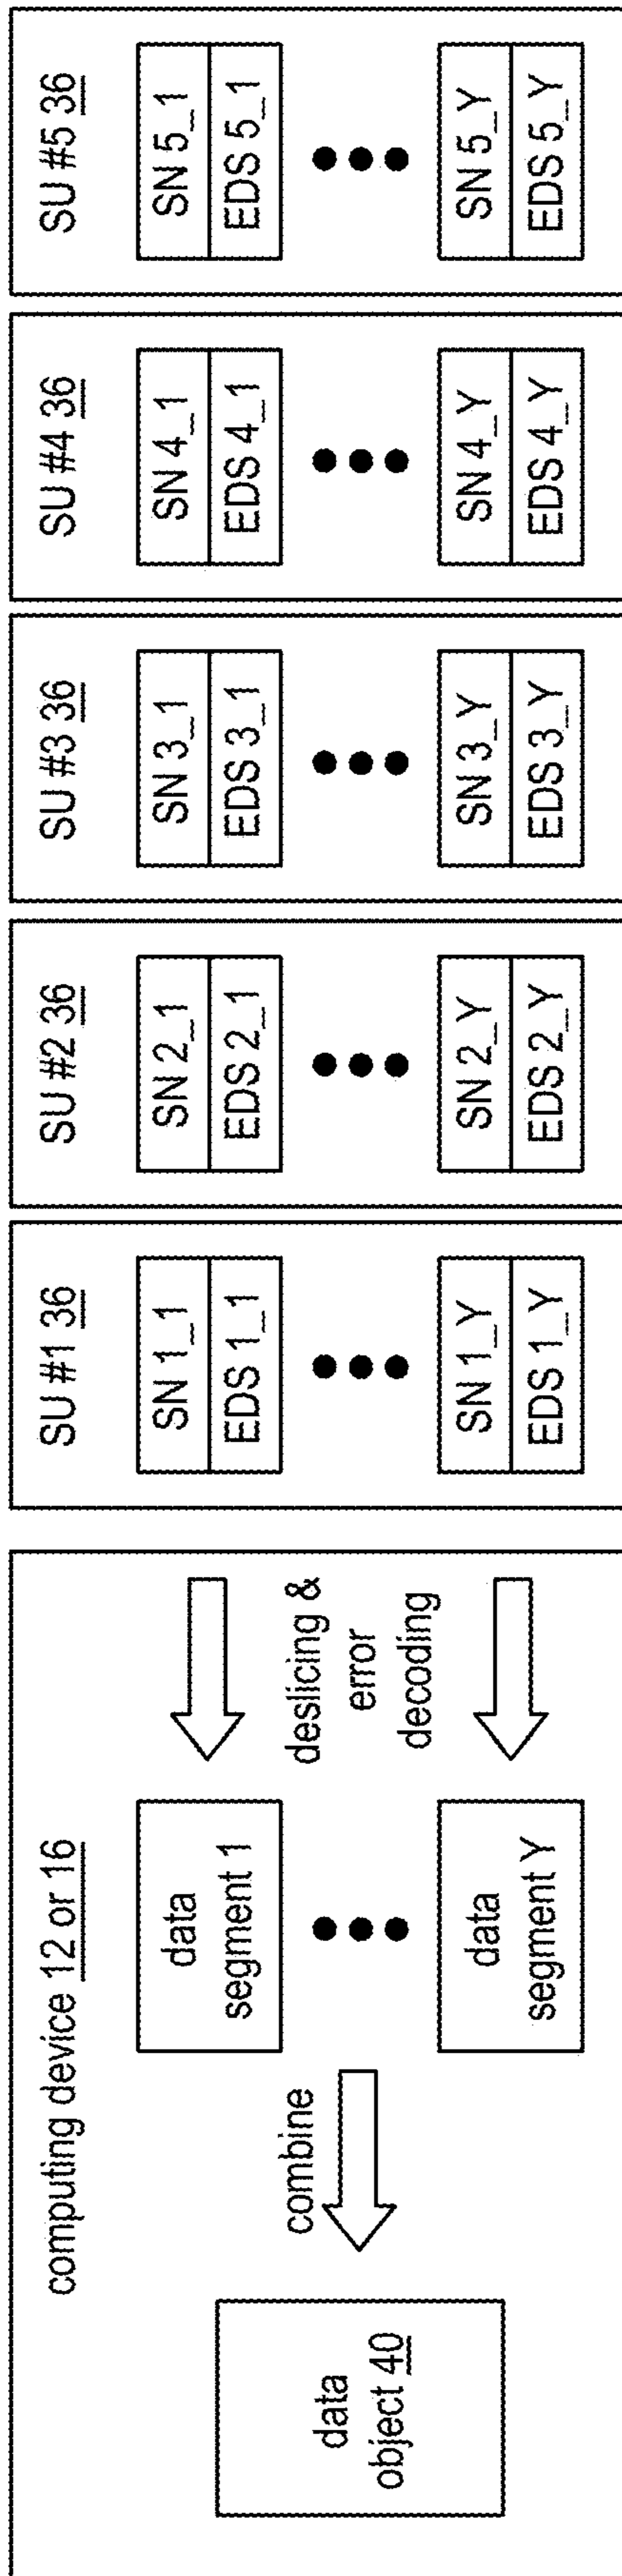 computing device 12 or 16
data
object 40
combine
data
segment 1
data
segment Y
deslicing &
error
decoding
SU #1 36
SN 1_1
EDS 1_1
SN 1_Y
EDS 1_Y
SU #2 36
SN 2_1
EDS 2_1
SN 2_Y
EDS 2_Y
SU #3 36
SN 3_1
EDS 3_1
SN 3_Y
EDS 3_Y
SU #4 36
SN 4_1
EDS 4_1
SN 4_Y
EDS 4_Y
SU #5 36
SN 5_1
EDS 5_1
SN 5_Y
EDS 5_Y